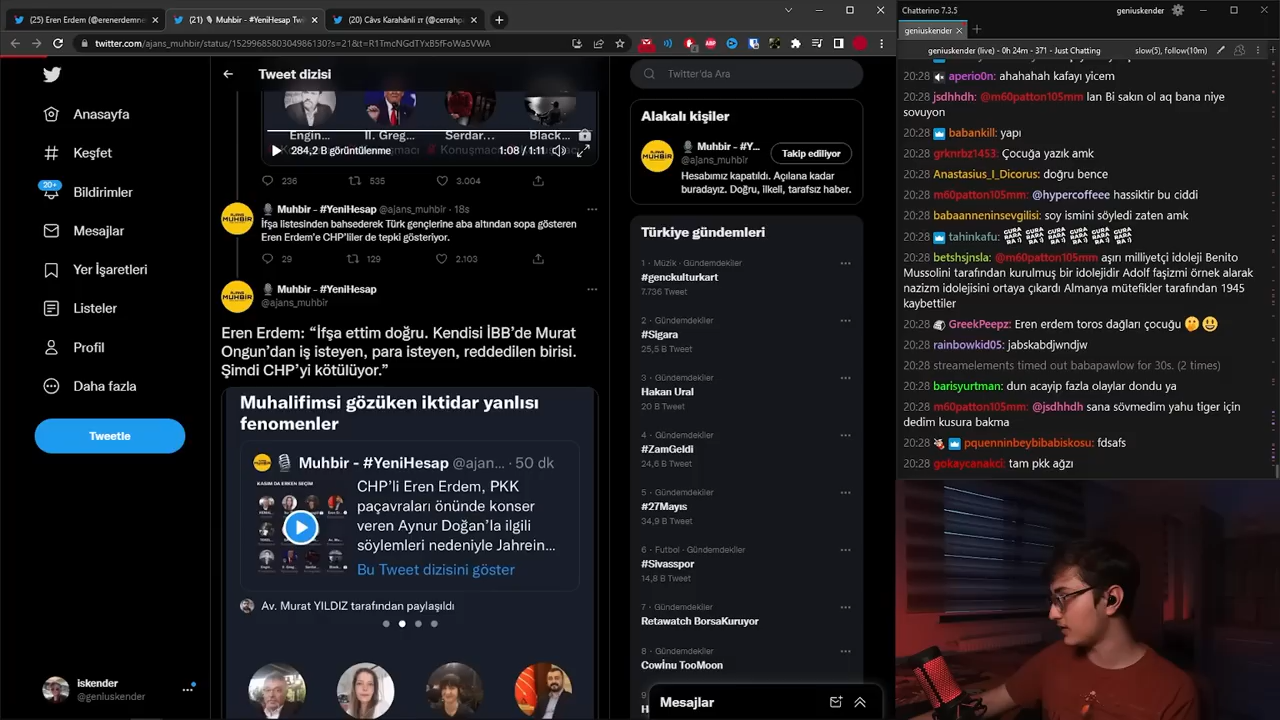 (25) Eren Erdem (@erenerdemne
(21) Muhbir - #YeniHesap Twi
(20) Câvs Karahânlı ıт (@cerrahp
twitter.com/ajans_muhbir/status/1529968580304986130?s=21&t=R1TmcNGdTYxB5fFoWa5VWA
Anasayfa
Keşfet
20+
Bildirimler
Mesajlar
Yer İşaretleri
Listeler
Profil
Daha fazla
Tweetle
iskender
@geniuskender
Tweet dizisi
Engin...
II. Greg...
Serdar...
Black...
284,2 B görüntülenme
1:08 / 1:11
236 535 3.004
Muhbir - #YeniHesap @ajans_muhbir · 18s
İfşa listesinden bahsederek Türk gençlerine aba altından sopa gösteren
Eren Erdem'e CHP'liler de tepki gösteriyor.
29 129 2.103
Muhbir - #YeniHesap
@ajans_muhbir
Eren Erdem: “İfşa ettim doğru. Kendisi İBB’de Murat
Ongun’dan iş isteyen, para isteyen, reddedilen birisi.
Şimdi CHP’yi kötülüyor.”
Muhalifimsi gözüken iktidar yanlısı
fenomenler
Muhbir - #YeniHesap @ajan... · 50 dk
CHP'li Eren Erdem, PKK
paçavraları önünde konser
veren Aynur Doğan'la ilgili
söylemleri nedeniyle Jahrein...
Bu Tweet dizisini göster
Av. Murat YILDIZ tarafından paylaşıldı
Twitter'da Ara
Alakalı kişiler
Muhbir - #Y...
@ajans_muhbir
Takip ediliyor
Hesabımız kapatıldı. Açılana kadar
buradayız. Doğru, ilkeli, tarafsız haber.
Türkiye gündemleri
1 · Müzik · Gündemdekiler
#genckulturkart
7.736 Tweet
2 · Gündemdekiler
#Sigara
25,5 B Tweet
3 · Gündemdekiler
Hakan Ural
20 B Tweet
4 · Gündemdekiler
#ZamGeldi
24,6 B Tweet
5 · Gündemdekiler
#27Mayıs
34,9 B Tweet
6 · Futbol · Gündemdekiler
#Sivasspor
14,8 B Tweet
7 · Gündemdekiler
Retawatch BorsaKuruyor
8 · Gündemdekiler
Cowİnu TooMoon
Mesajlar
Chatterino 7.3.5
geniuskender
geniuskender
geniuskender (live) - 0h 24m - 371 - Just Chatting
slow(5), follow(10m)
20:28 aperio0n: ahahahah kafayı yicem
20:28 jsdhhdh: @m60patton105mm lan Bi sakın ol aq bana niye
sovuyon
20:28 babankill: yapı
20:28 grknrbz1453: Çocuğa yazık amk
20:28 Anastasius_I_Dicorus: doğru bence
20:28 m60patton105mm: @hypercoffeee hassiktir bu ciddi
20:28 babaanneninsevgilisi: soy ismini söyledi zaten amk
20:28 tahinkafu:
20:28 betshsjnsla: @m60patton105mm aşırı milliyetçi idoleji Benito
Mussolini tarafından kurulmuş bir idolejidir Adolf faşizmi örnek alarak
nazizm idolejisini ortaya çıkardı Almanya mütefikler tarafından 1945
kaybettiler
20:28 GreekPeepz: Eren erdem toros dağları çocuğu
20:28 rainbowkid05: jabskabdjwndjw
20:28 streamelements timed out babapawlow for 30s. (2 times)
20:28 barisyurtman: dun acayip fazla olaylar dondu ya
20:28 m60patton105mm: @jsdhhdh sana sövmedim yahu tiger için
dedim kusura bakma
20:28 pquenninbeybibabiskosu: fdsafs
20:28 gokaycanakci: tam pkk ağzı